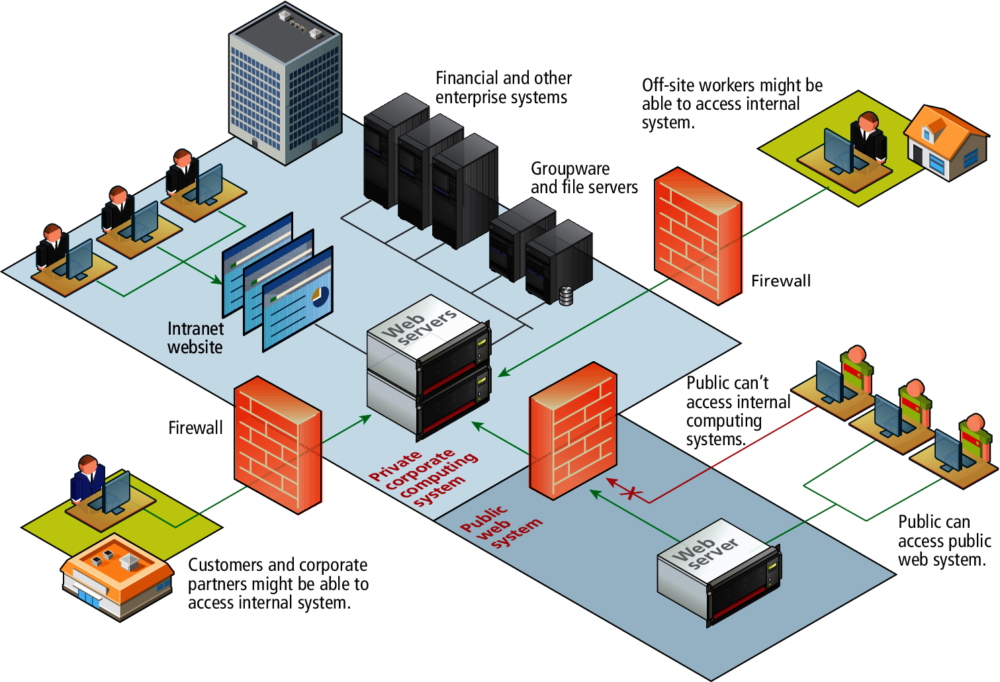 Financial and other
enterprise systems
Off-site workers might be
able to access internal
system.
Groupware
and file servers
Firewall
Intranet
website
Web
servers
Public can't
access internal
computing
systems.
Firewall
Private
corporate
computing
system
Public
web
system
Web
server
Public can
access public
web system.
Customers and corporate
partners might be able to
access internal system.